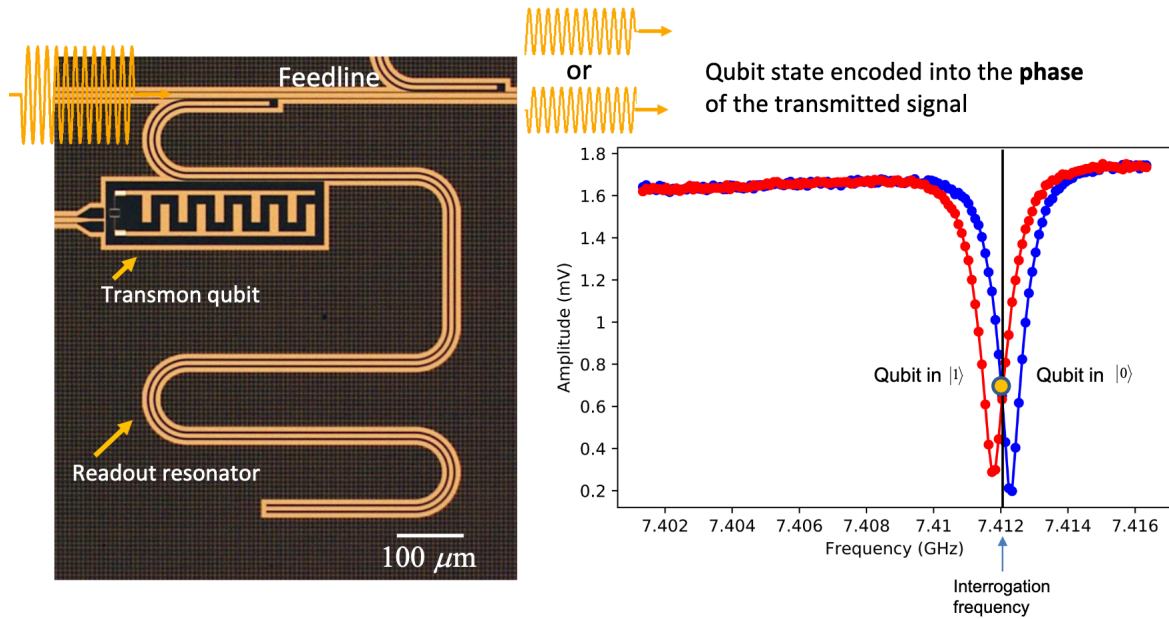 Feedline
or
Qubit state encoded into the phase
of the transmitted signal
Transmon qubit
Readout resonator
100 μm
1.8
1.6
1.4
1.2
1
0.8
0.6
0.4
0.2
Amplitude (mV)
Qubit in |1⟩
Qubit in |0⟩
7.402 7.404 7.406 7.408 7.41 7.412 7.414 7.416
Frequency (GHz)
Interrogation
frequency